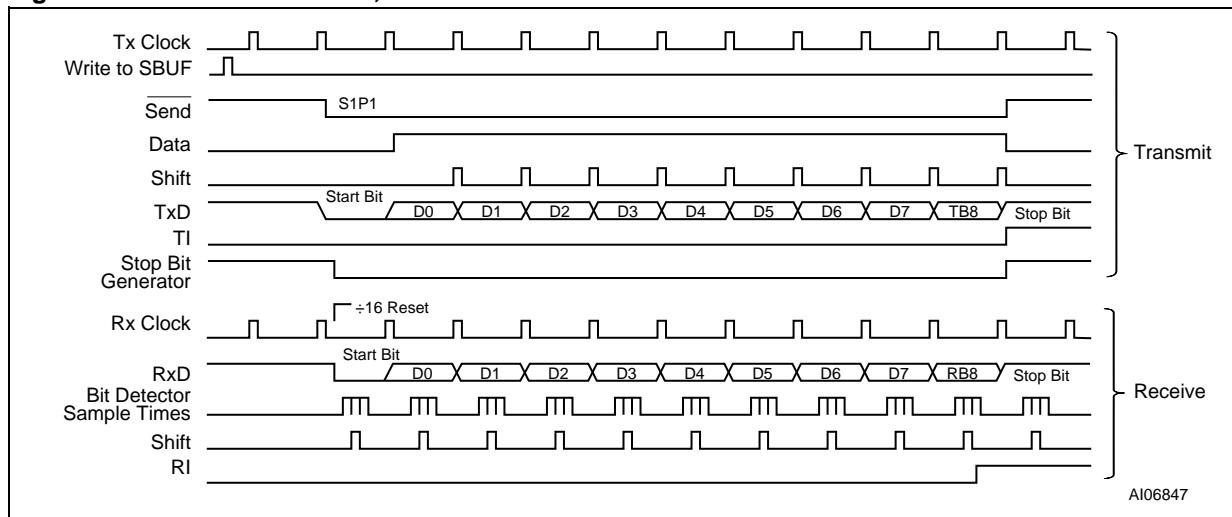 Tx Clock
Write to SBUF
Send
S1P1
Data
Shift
TxD
Start Bit
D0 D1 D2 D3 D4 D5 D6 D7 TB8 Stop Bit
TI
Stop Bit
Generator
Transmit
Rx Clock
÷16 Reset
RxD
Start Bit
D0 D1 D2 D3 D4 D5 D6 D7 RB8 Stop Bit
Bit Detector
Sample Times
Shift
RI
Receive
AI06847